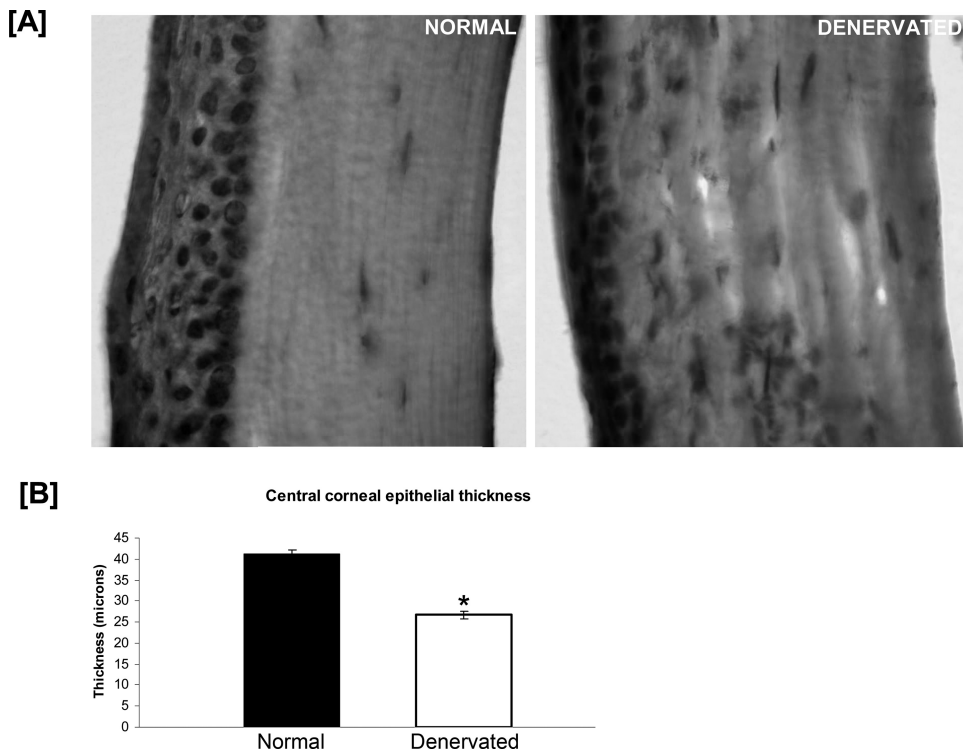 [A]
NORMAL
DENERVATED
[B]
Central corneal epithelial thickness
Thickness (microns)
45
40
35
30
25
20
15
10
5
0
*
Normal
Denervated